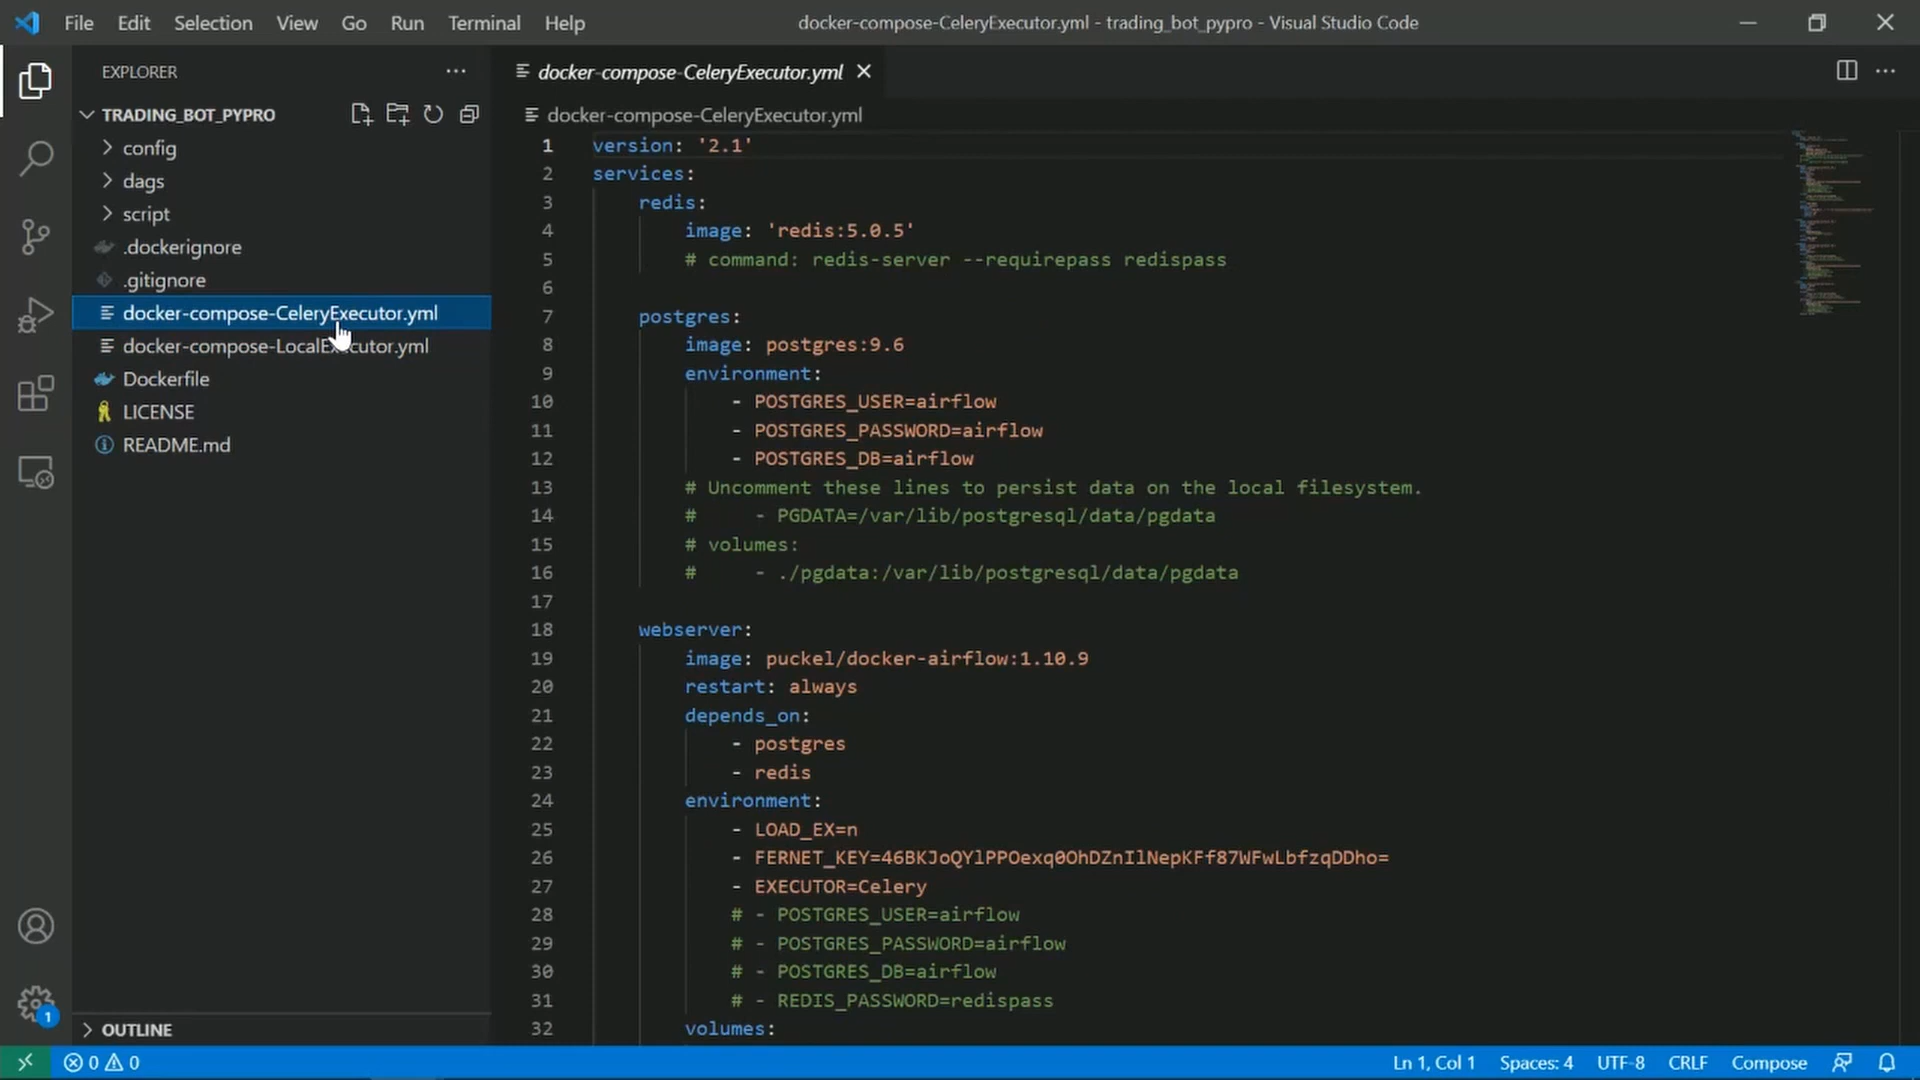 File Edit Selection View Go Run Terminal Help docker-compose-CeleryExecutor.yml - trading_bot_pypro - Visual Studio Code
EXPLORER
TRADING_BOT_PYPRO
config
dags
script
.dockerignore
.gitignore
docker-compose-CeleryExecutor.yml
docker-compose-LocalExecutor.yml
Dockerfile
LICENSE
README.md
OUTLINE
docker-compose-CeleryExecutor.yml
docker-compose-CeleryExecutor.yml
1 version: '2.1'
2 services:
3 redis:
4 image: 'redis:5.0.5'
5 # command: redis-server --requirepass redispass
6
7 postgres:
8 image: postgres:9.6
9 environment:
10 - POSTGRES_USER=airflow
11 - POSTGRES_PASSWORD=airflow
12 - POSTGRES_DB=airflow
13 # Uncomment these lines to persist data on the local filesystem.
14 # - PGDATA=/var/lib/postgresql/data/pgdata
15 # volumes:
16 # - ./pgdata:/var/lib/postgresql/data/pgdata
17
18 webserver:
19 image: puckel/docker-airflow:1.10.9
20 restart: always
21 depends_on:
22 - postgres
23 - redis
24 environment:
25 - LOAD_EX=n
26 - FERNET_KEY=46BKJoQYlPPOexq0OhDZnIlNepKFf87WFwLbfzqDDho=
27 - EXECUTOR=Celery
28 # - POSTGRES_USER=airflow
29 # - POSTGRES_PASSWORD=airflow
30 # - POSTGRES_DB=airflow
31 # - REDIS_PASSWORD=redispass
32 volumes:
1
0 0 Ln 1, Col 1 Spaces: 4 UTF-8 CRLF Compose